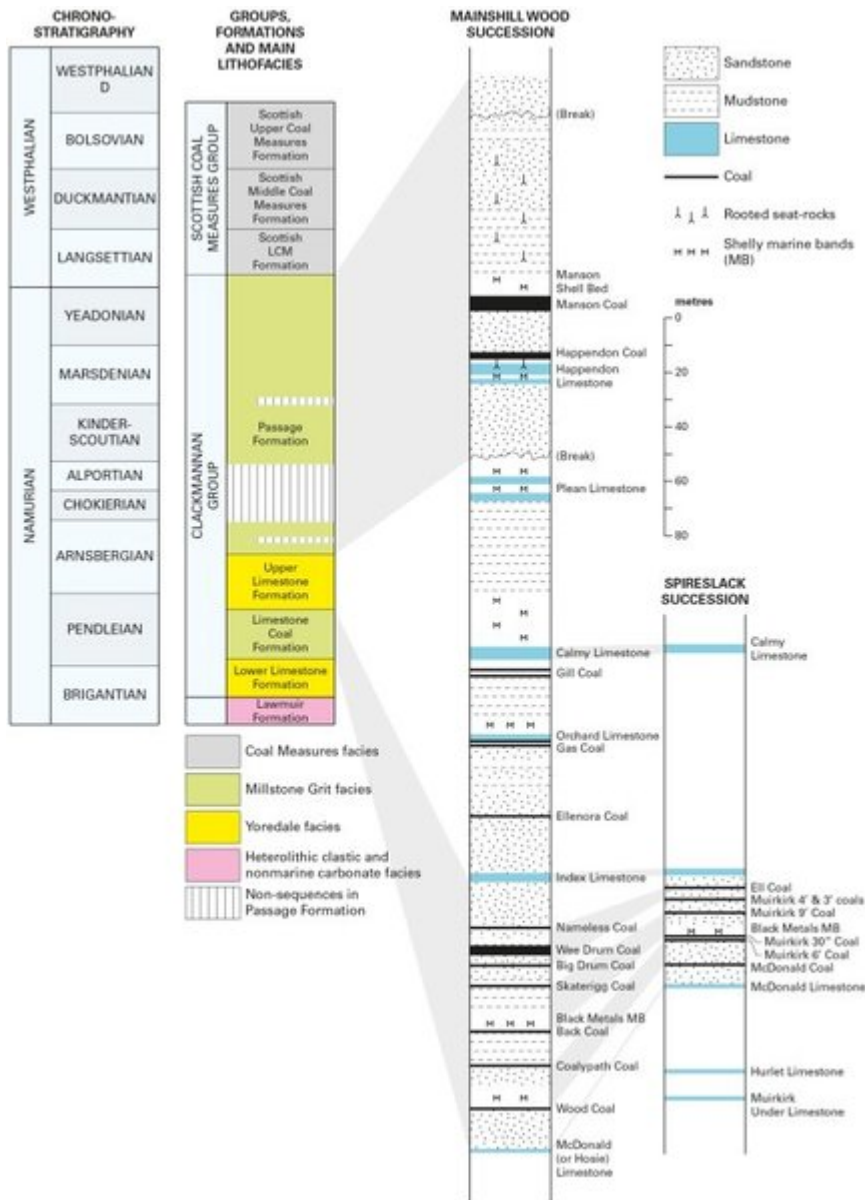 CHRONO-
STRATIGRAPHY
WESTPHALIAN
WESTPHALIAN
D
BOLSOVIAN
DUCKMANTIAN
LANGSETTIAN
NAMURIAN
YEADONIAN
MARSDENIAN
KINDER-
SCOUTIAN
ALPORTIAN
CHOKIERIAN
ARNSBERGIAN
PENDLEIAN
BRIGANTIAN
GROUPS,
FORMATIONS
AND MAIN
LITHOFACIES
SCOTTISH COAL
MEASURES GROUP
Scottish
Upper Coal
Measures
Formation
Scottish
Middle Coal
Measures
Formation
Scottish
LCM
Formation
CLACKMANNAN
GROUP
Passage
Formation
Upper
Limestone
Formation
Limestone
Coal
Formation
Lower Limestone
Formation
Lawmuir
Formation
Coal Measures facies
Millstone Grit facies
Yoredale facies
Heterolithic clastic and
nonmarine carbonate facies
Non-sequences in
Passage Formation
MAINSHILL WOOD
SUCCESSION
(Break)
Manson
Shell Bed
Manson Coal
Happendon Coal
Happendon
Limestone
(Break)
Plean Limestone
Calmy Limestone
Gill Coal
Orchard Limestone
Gas Coal
Ellenora Coal
Index Limestone
Nameless Coal
Wee Drum Coal
Big Drum Coal
Skaterigg Coal
Black Metals MB
Back Coal
Coalypath Coal
Wood Coal
McDonald
(or Hosie)
Limestone
Sandstone
Mudstone
Limestone
Coal
Rooted seat-rocks
Shelly marine bands
(MB)
metres
0
20
40
60
80
SPIRESLACK
SUCCESSION
Calmy
Limestone
Ell Coal
Muirkirk 4' & 3' coals
Muirkirk 9' Coal
Black Metals MB
Muirkirk 30" Coal
Muirkirk 6' Coal
McDonald Coal
McDonald Limestone
Hurlet Limestone
Muirkirk
Under Limestone